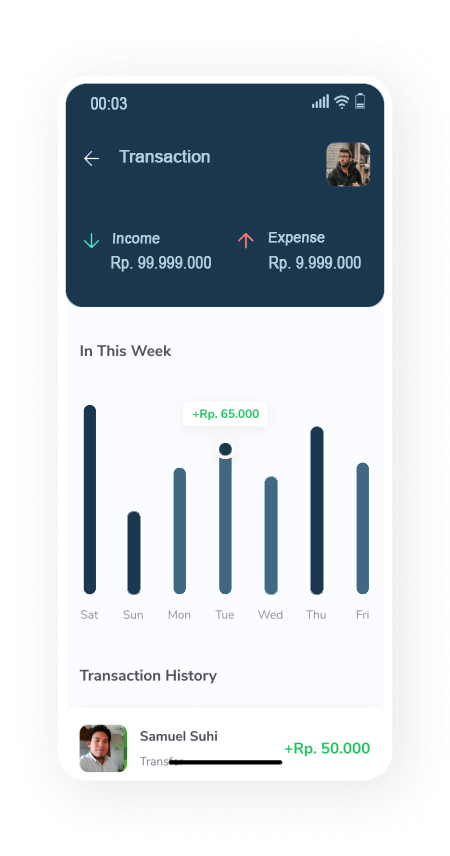 00:03
Transaction
Income
Expense
Rp. 99.999.000
Rp. 9.999.000
In This Week
+Rp. 65.000
Sat Sun Mon Tue Wed Thu Fri
Transaction History
Samuel Suhi
+Rp. 50.000